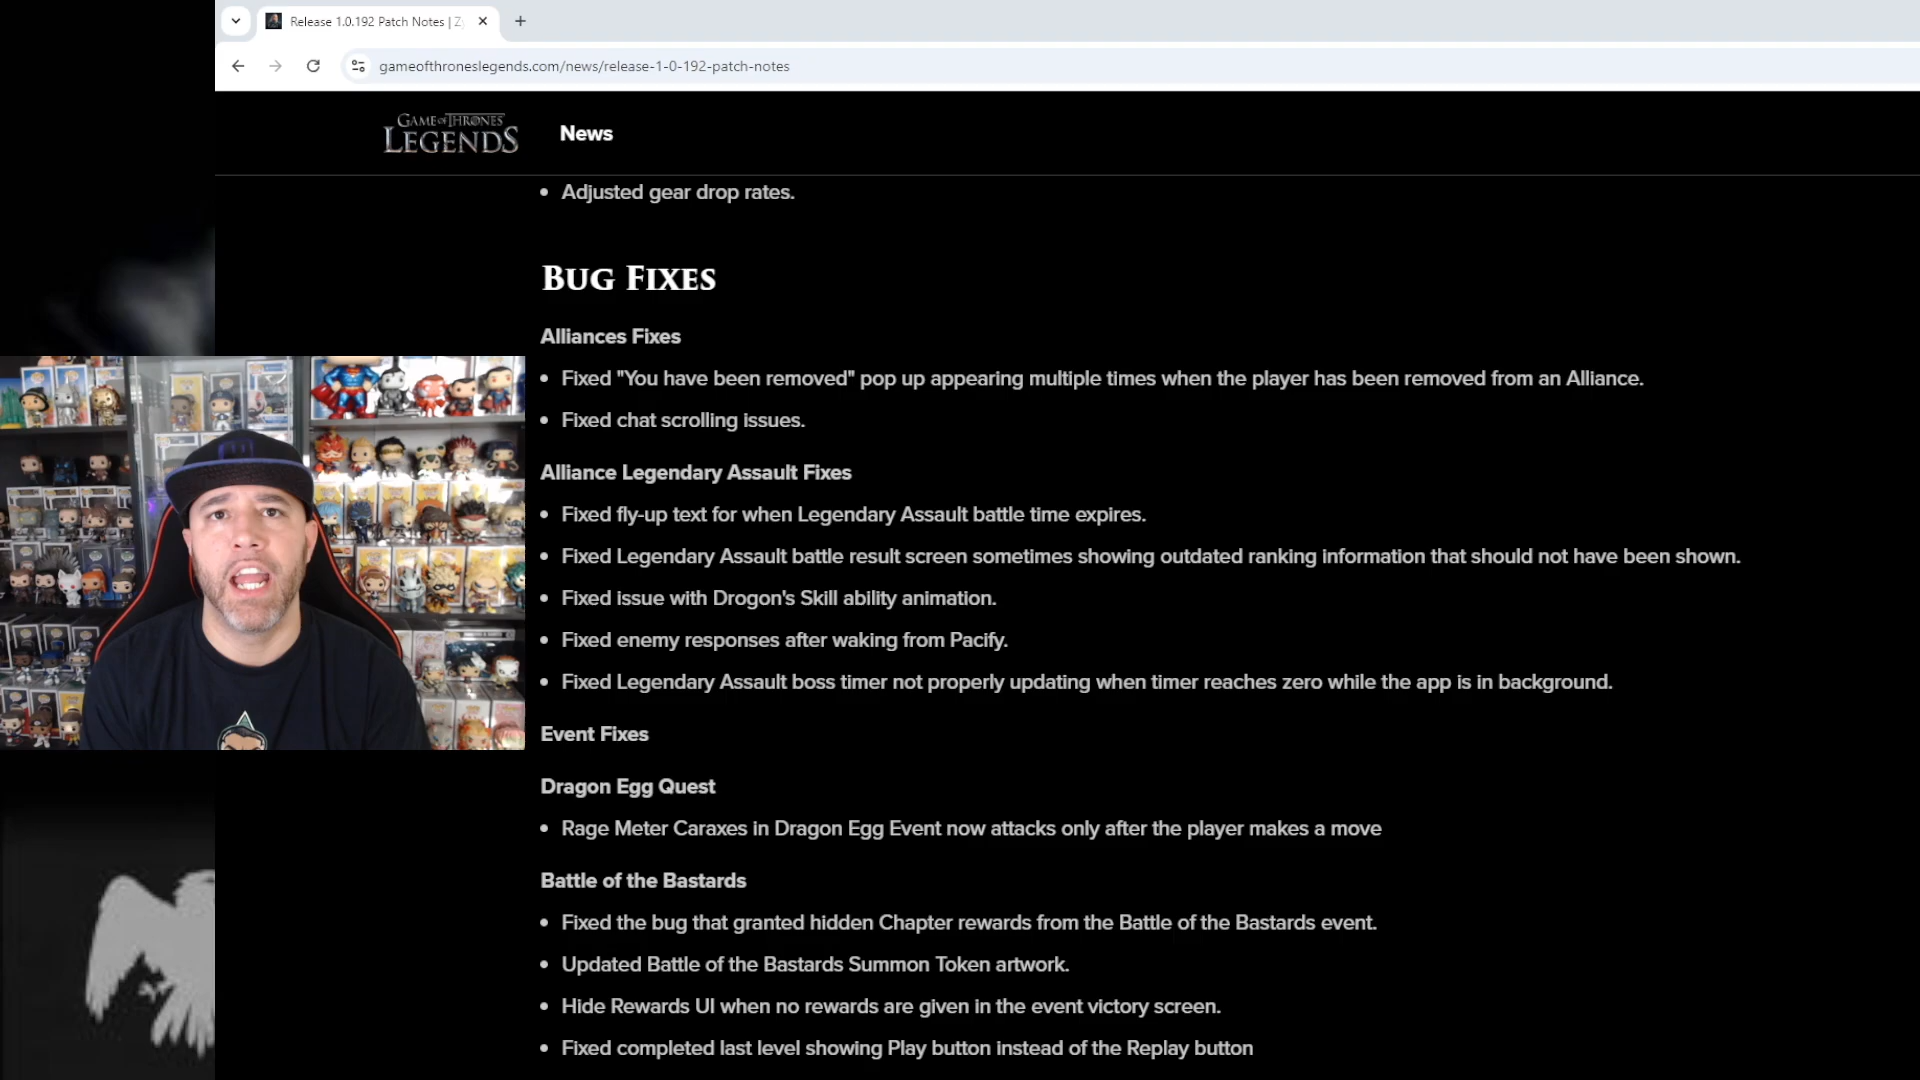 Release 1.0.192 Patch Notes | Z
gameofthroneslegends.com/news/release-1-0-192-patch-notes
GAME OF THRONES
LEGENDS
News
• Adjusted gear drop rates.
BUG FIXES
Alliances Fixes
• Fixed "You have been removed" pop up appearing multiple times when the player has been removed from an Alliance.
• Fixed chat scrolling issues.
Alliance Legendary Assault Fixes
• Fixed fly-up text for when Legendary Assault battle time expires.
• Fixed Legendary Assault battle result screen sometimes showing outdated ranking information that should not have been shown.
• Fixed issue with Drogon's Skill ability animation.
• Fixed enemy responses after waking from Pacify.
• Fixed Legendary Assault boss timer not properly updating when timer reaches zero while the app is in background.
Event Fixes
Dragon Egg Quest
• Rage Meter Caraxes in Dragon Egg Event now attacks only after the player makes a move
Battle of the Bastards
• Fixed the bug that granted hidden Chapter rewards from the Battle of the Bastards event.
• Updated Battle of the Bastards Summon Token artwork.
• Hide Rewards UI when no rewards are given in the event victory screen.
• Fixed completed last level showing Play button instead of the Replay button